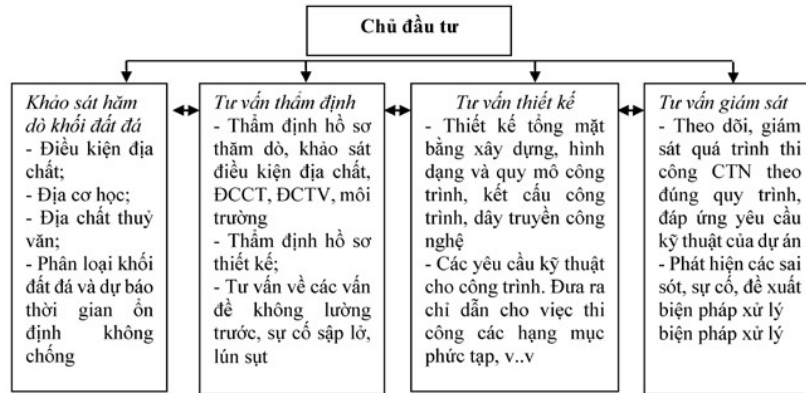 Chủ đầu tư
Khảo sát hăm
dò khối đất đá
- Điều kiện địa
chất;
- Địa cơ học;
- Địa chất thuỷ
văn;
- Phân loại khối
đất đá và dự báo
thời gian ổn
định không
chống
Tư vấn thẩm định
- Thẩm định hồ sơ
thăm dò, khảo sát
điều kiện địa chất,
ĐCCT, ĐCTV, môi
trường
- Thẩm định hồ sơ
thiết kế;
- Tư vấn về các vấn
đề không lường
trước, sự cố sập lở,
lún sụt
Tư vấn thiết kế
- Thiết kế tổng mặt
bằng xây dựng, hình
dạng và quy mô công
trình, kết cấu công
trình, dây truyền công
nghệ
- Các yêu cầu kỹ thuật
cho công trình. Đưa ra
chỉ dẫn cho việc thi
công các hạng mục
phức tạp, v..v
Tư vấn giám sát
- Theo dõi, giám
sát quá trình thi
công CTN theo
đúng quy trình,
đáp ứng yêu cầu
kỹ thuật của dự án
- Phát hiện các sai
sót, sự cố, đề xuất
biện pháp xử lý
biện pháp xử lý